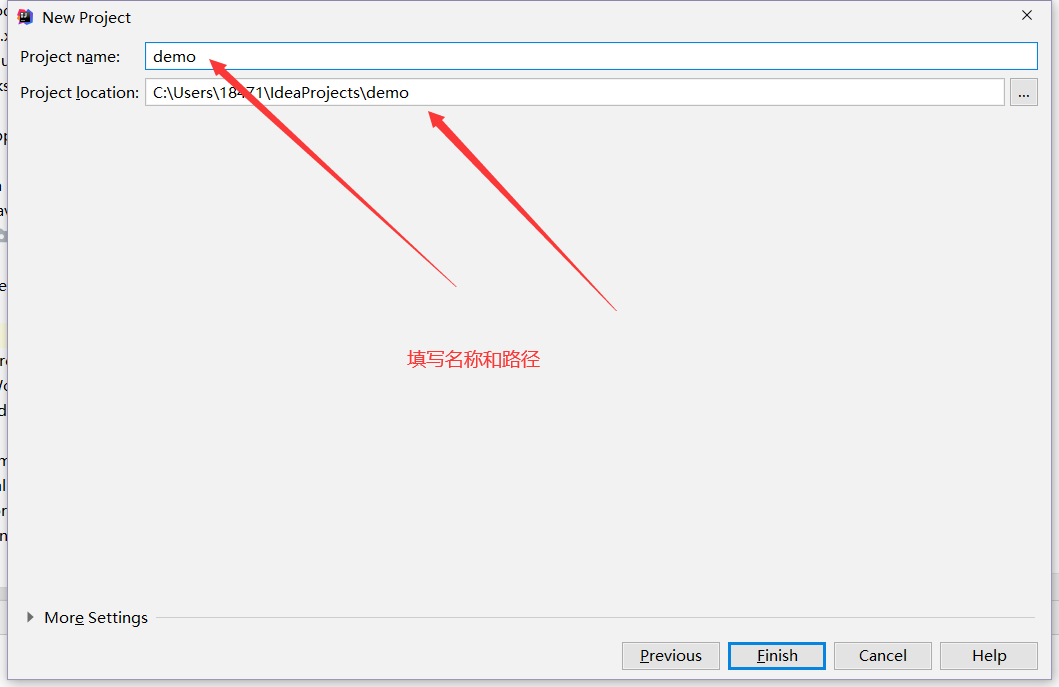 New Project
Project name: demo
Project location: C:\Users\18471\IdeaProjects\demo ...
填写名称和路径
More Settings
Previous Finish Cancel Help